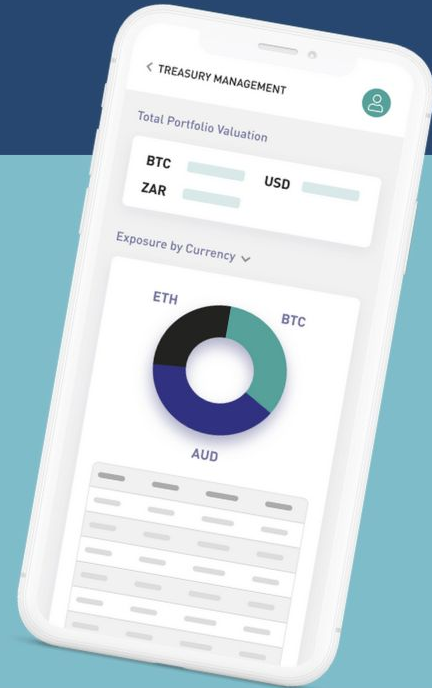 < TREASURY MANAGEMENT
Total Portfolio Valuation
BTC USD
ZAR
Exposure by Currency
ETH
BTC
AUD